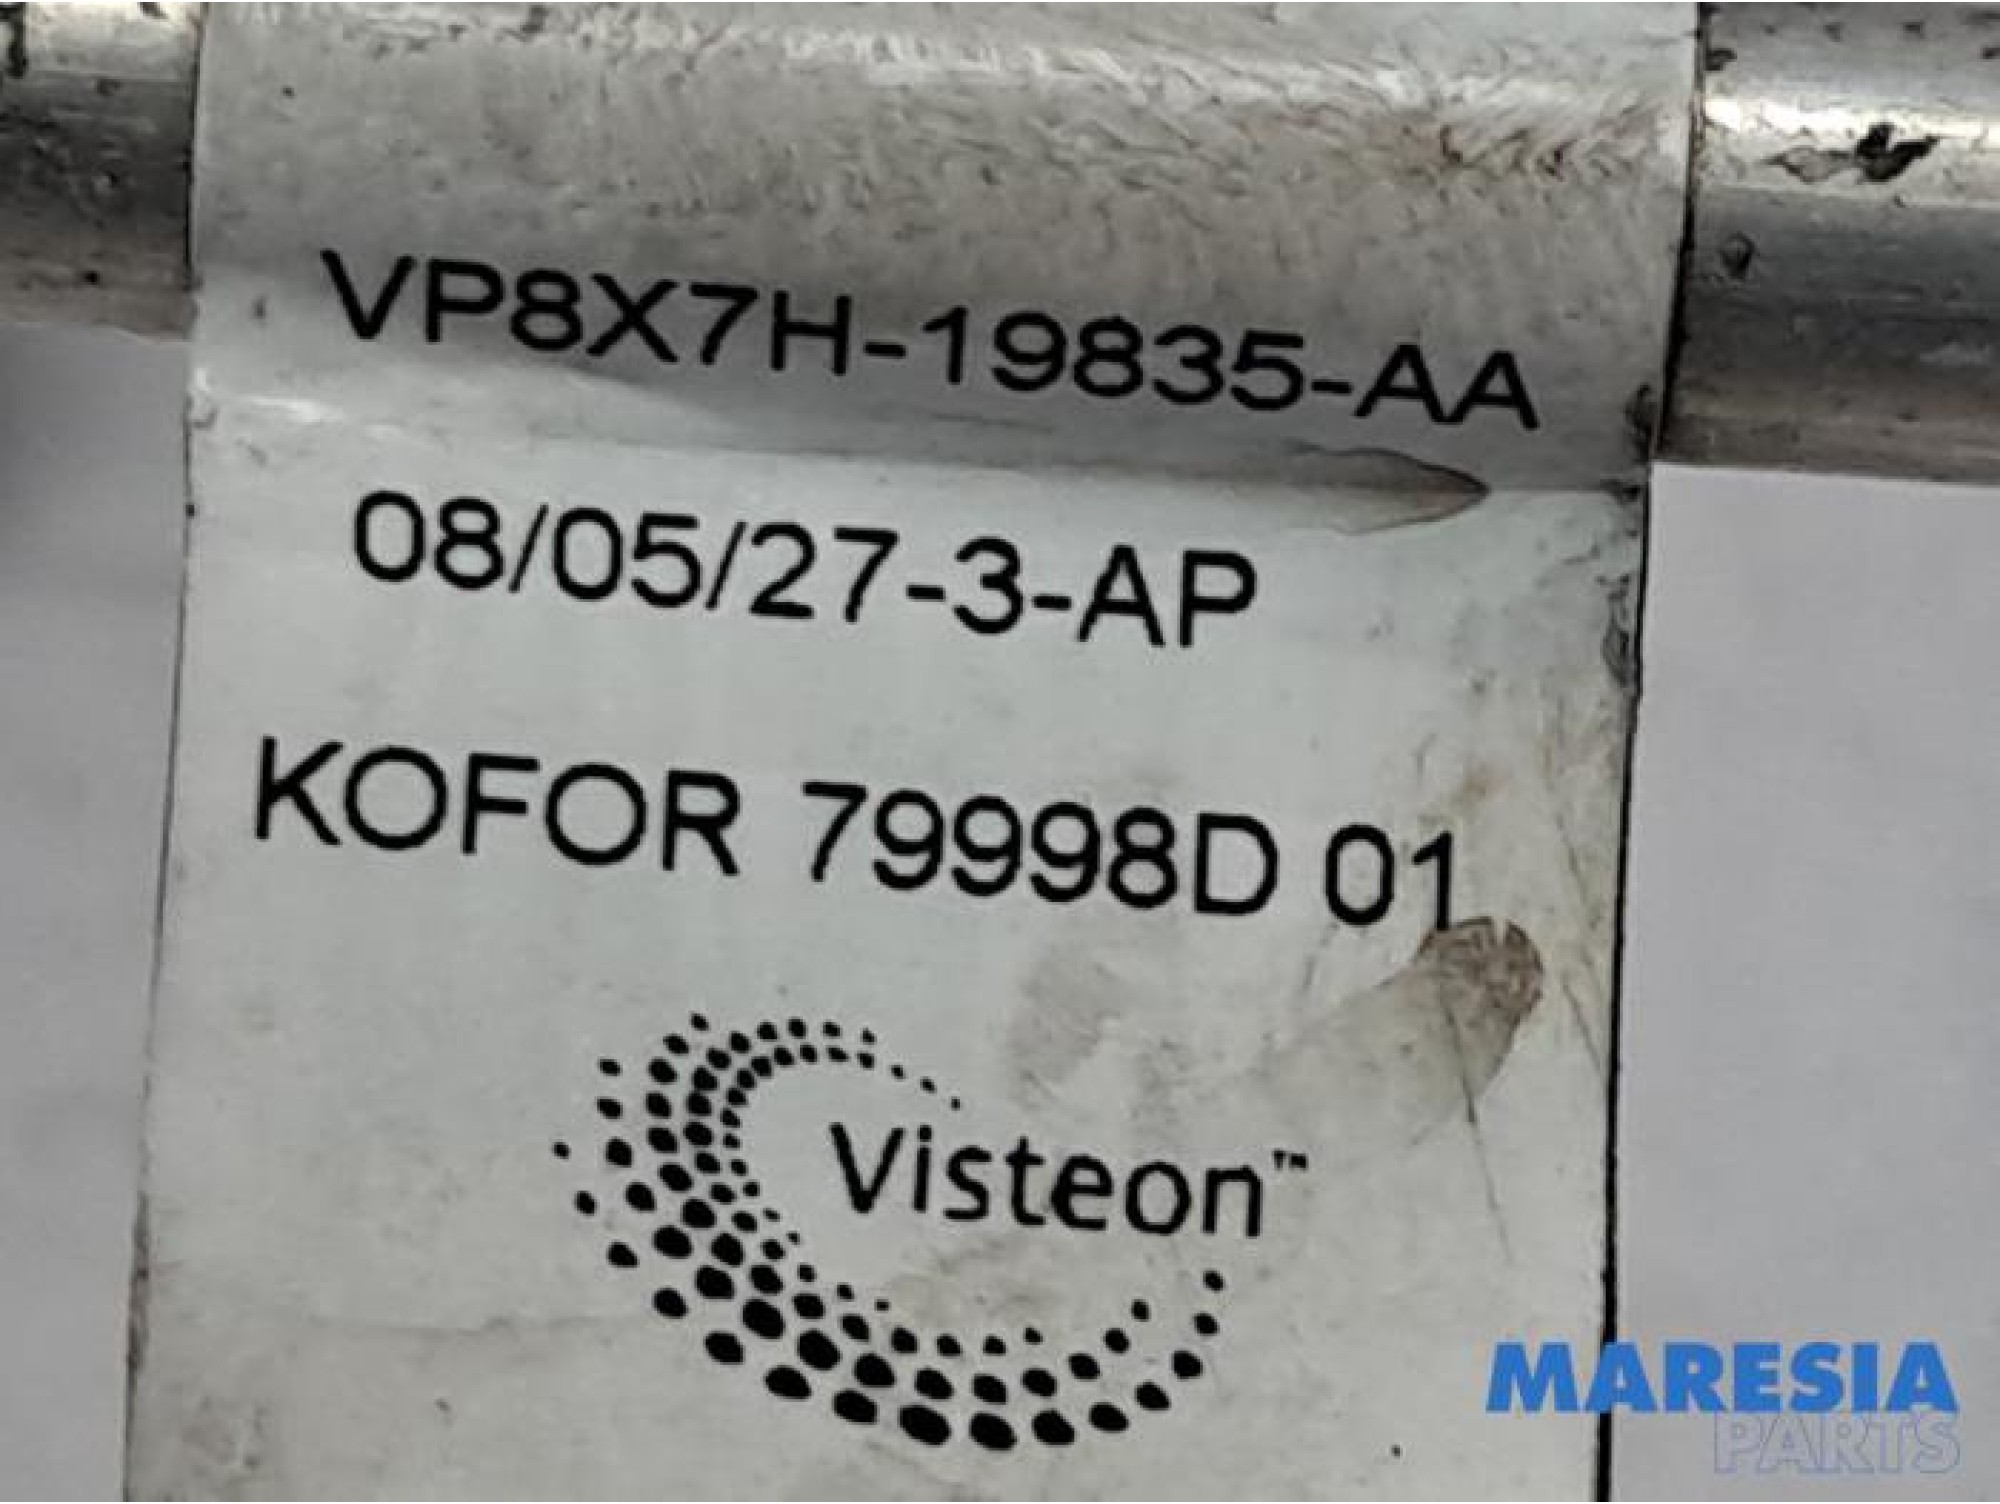 VP8X7H-19835-AA
08/05/27-3-AP
KOFOR 79998D 01
Visteon™
MARESIA
PARTS